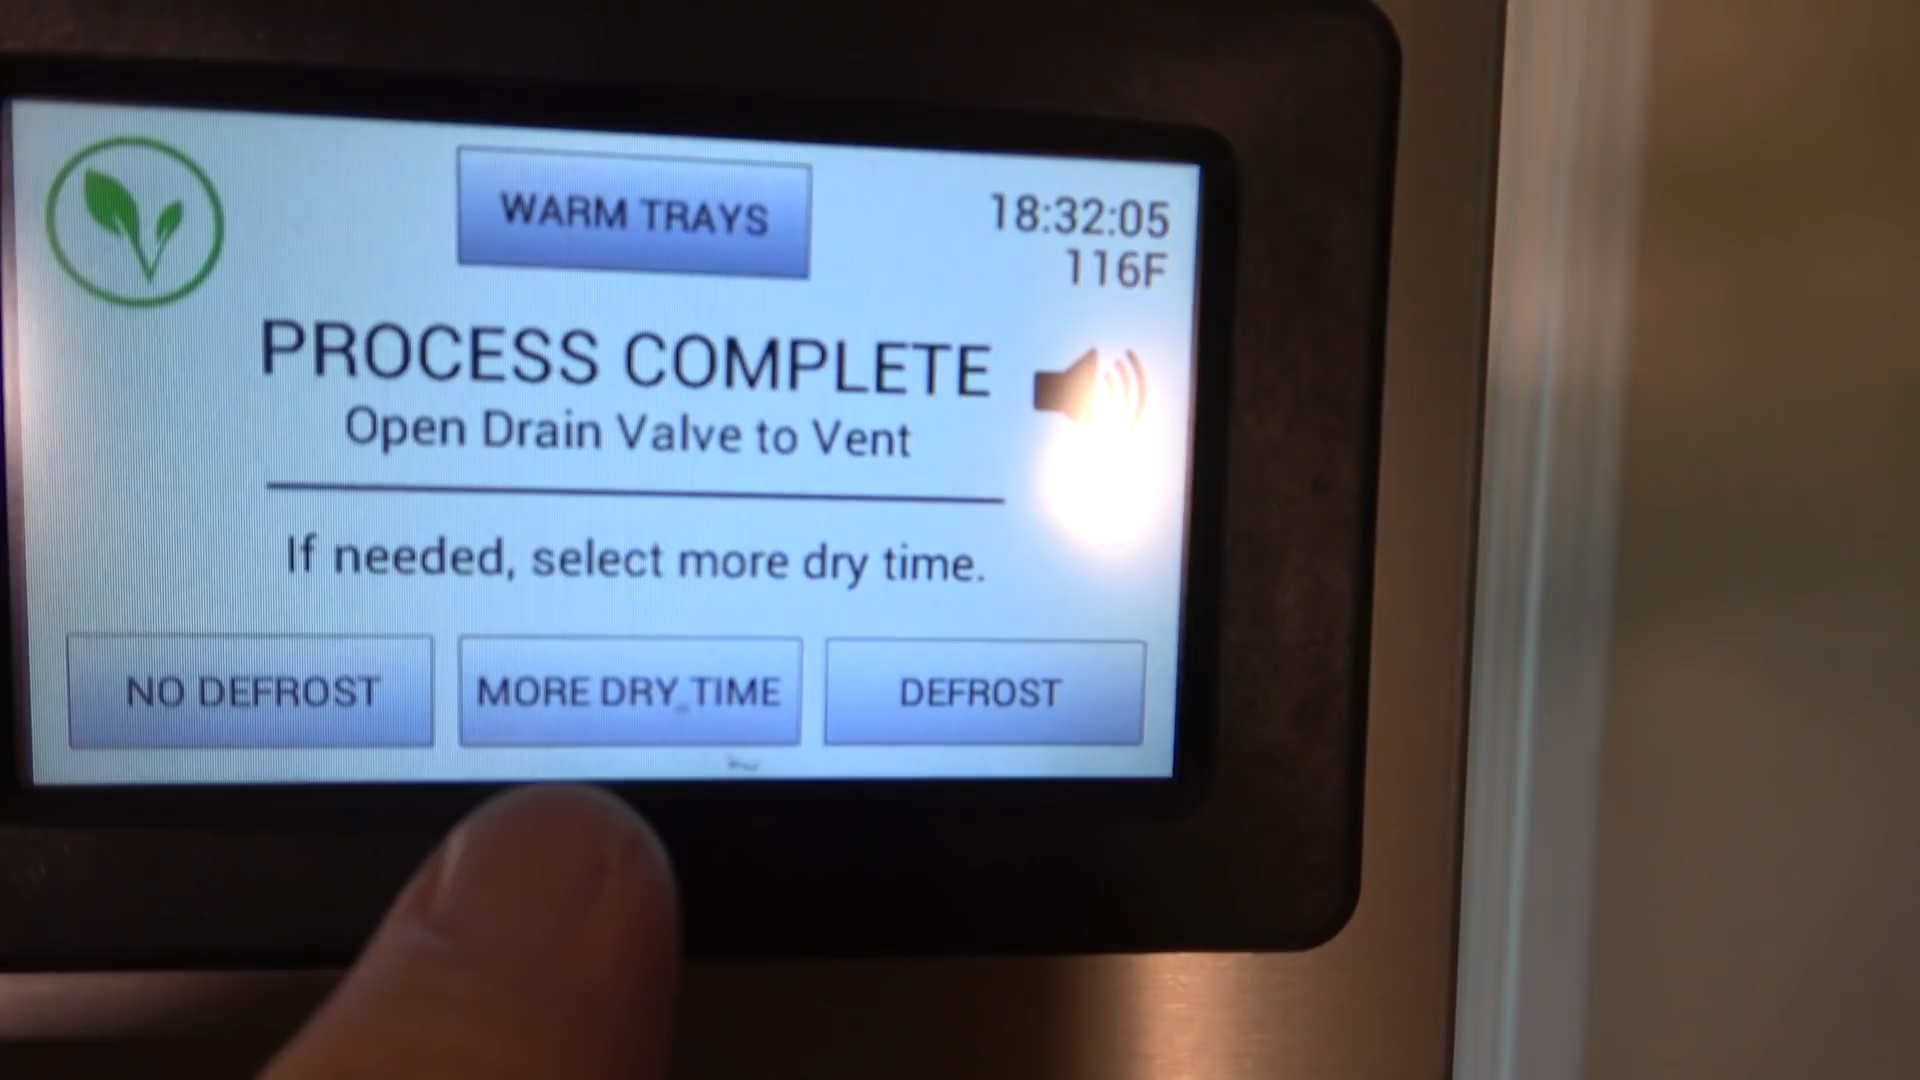 WARM TRAYS
18:32:05
116F
PROCESS COMPLETE
Open Drain Valve to Vent
If needed, select more dry time.
NO DEFROST
MORE DRY TIME
DEFROST